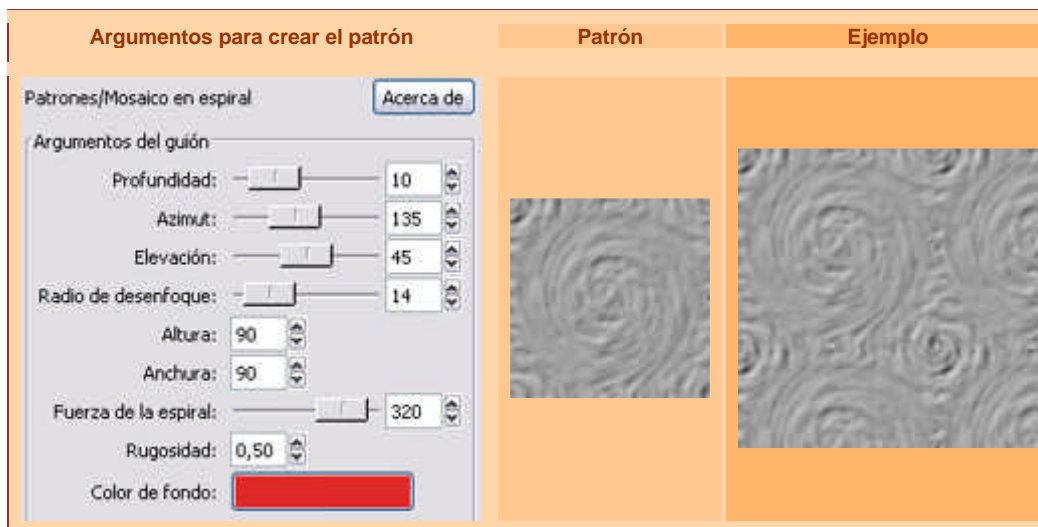 Argumentos para crear el patrón Patrón Ejemplo
Patrones/Mosaico en espiral Acerca de
Argumentos del guión
Profundidad: 10
Azimut: 135
Elevación: 45
Radio de desenfoque: 14
Altura: 90
Anchura: 90
Fuerza de la espiral: 320
Rugosidad: 0,50
Color de fondo: